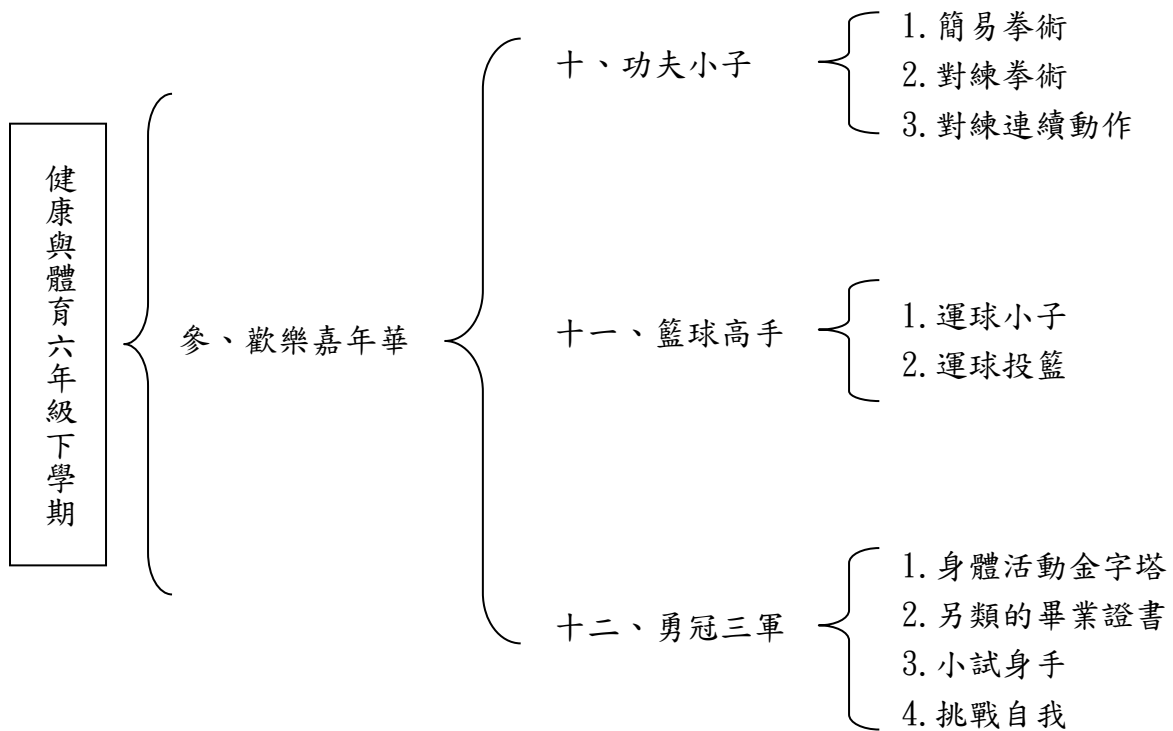 健康與體育六年級下學期
參、歡樂嘉年華
十、功夫小子
1.簡易拳術
2.對練拳術
3.對練連續動作
十一、籃球高手
1.運球小子
2.運球投籃
十二、勇冠三軍
1.身體活動金字塔
2.另類的畢業證書
3.小試身手
4.挑戰自我